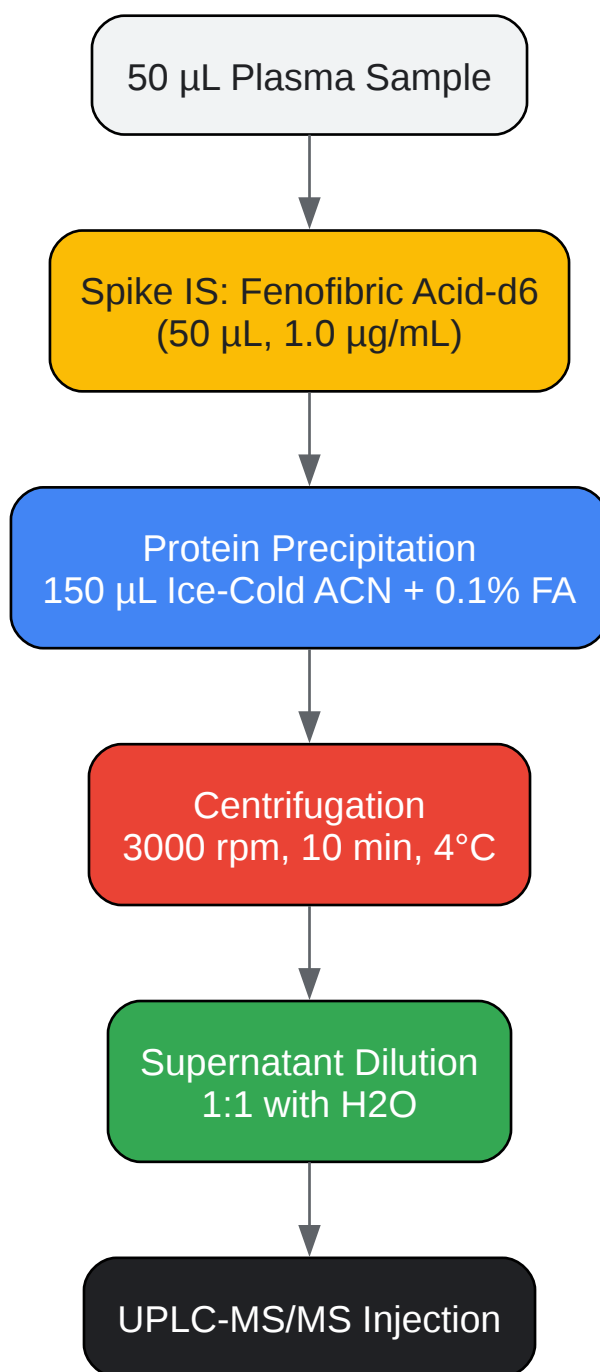 50 µL Plasma Sample
Spike IS: Fenofibric Acid-d6
(50 µL, 1.0 µg/mL)
Protein Precipitation
150 µL Ice-Cold ACN + 0.1% FA
Centrifugation
3000 rpm, 10 min, 4°C
Supernatant Dilution
1:1 with H2O
UPLC-MS/MS Injection